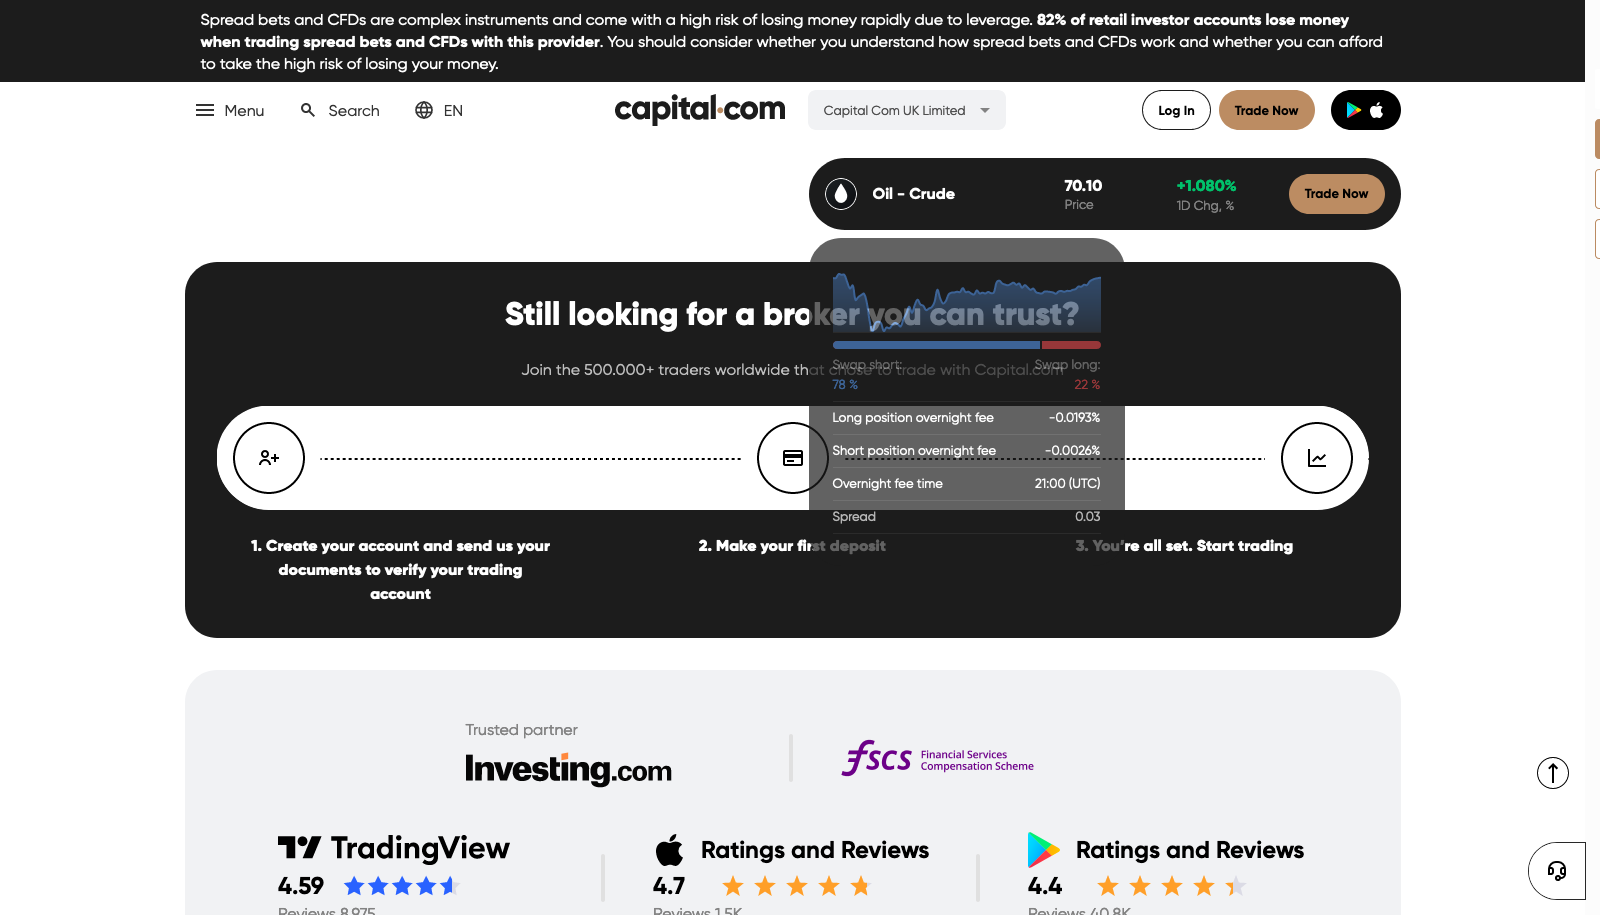 Spread bets and CFDs are complex instruments and come with a high risk of losing money rapidly due to leverage. 82% of retail investor accounts lose money
when trading spread bets and CFDs with this provider. You should consider whether you understand how spread bets and CFDs work and whether you can afford
to take the high risk of losing your money.
Menu
Search
EN
capital.com
Capital Com UK Limited
Log In
Trade Now
Oil - Crude
70.10
Price
+1.080%
1D Chg, %
Trade Now
Still looking for a broker you can trust?
Join the 500.000+ traders worldwide that chose to trade with Capital.com
Swap short:
Swap long:
78 %
22 %
Long position overnight fee
-0.0193%
Short position overnight fee
-0.0026%
Overnight fee time
21:00 (UTC)
Spread
0.03
1. Create your account and send us your
documents to verify your trading
account
2. Make your first deposit
3. You're all set. Start trading
Trusted partner
Investing.com
fscs
Financial Services
Compensation Scheme
TradingView
4.59
Reviews 8,975
Ratings and Reviews
4.7
Reviews 1.5K
Ratings and Reviews
4.4
Reviews 40.8K